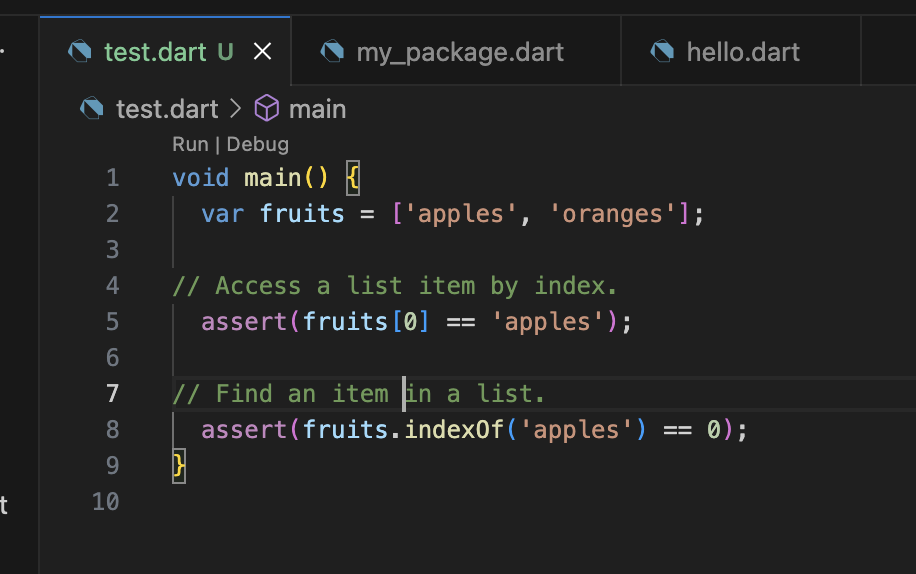 test.dart U
my_package.dart
hello.dart
test.dart > main
Run | Debug
1 void main() {
2 var fruits = ['apples', 'oranges'];
3
4 // Access a list item by index.
5 assert(fruits[0] == 'apples');
6
7 // Find an item in a list.
8 assert(fruits.indexOf('apples') == 0);
9 }
10
t